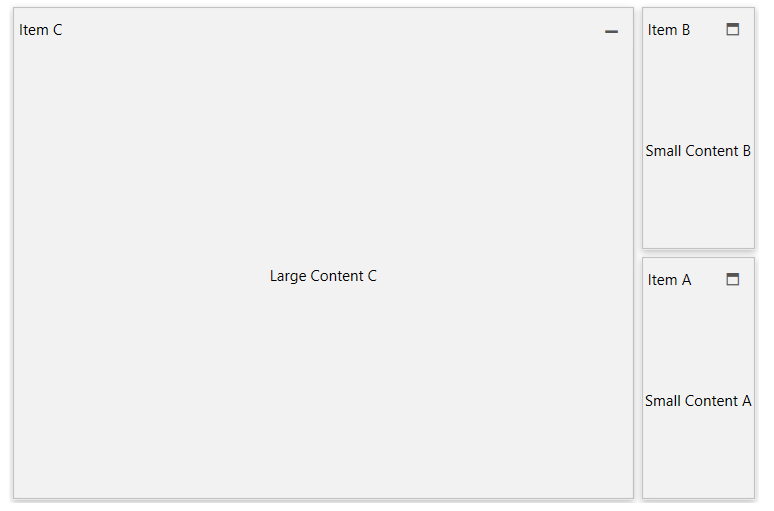 Item C
Large Content C
Item B
Small Content B
Item A
Small Content A